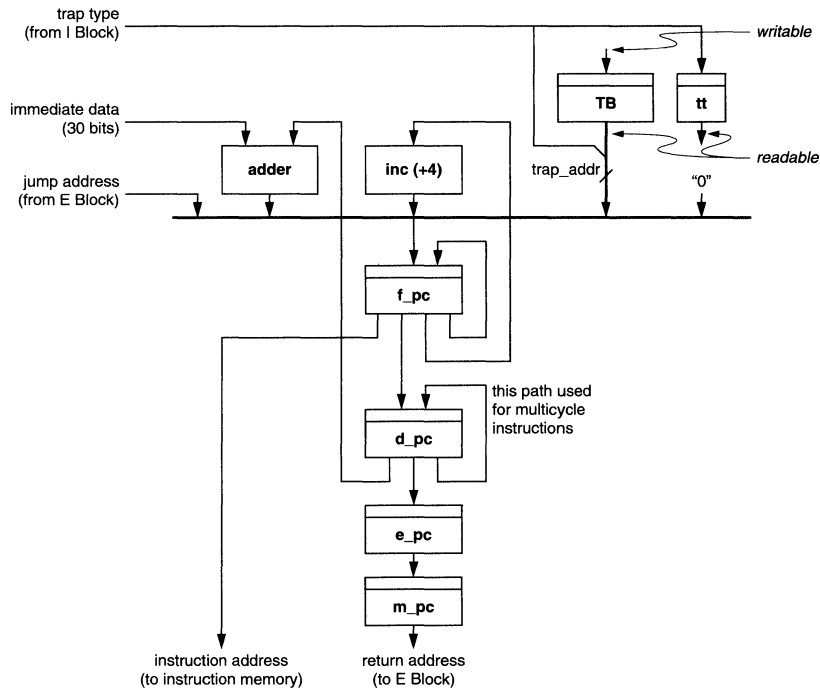 trap type
(from I Block)
writable
TB
tt
immediate data
(30 bits)
adder
inc (+4)
trap_addr
readable
jump address
(from E Block)
“0”
f_pc
this path used
for multicycle
instructions
d_pc
e_pc
m_pc
instruction address
(to instruction memory)
return address
(to E Block)